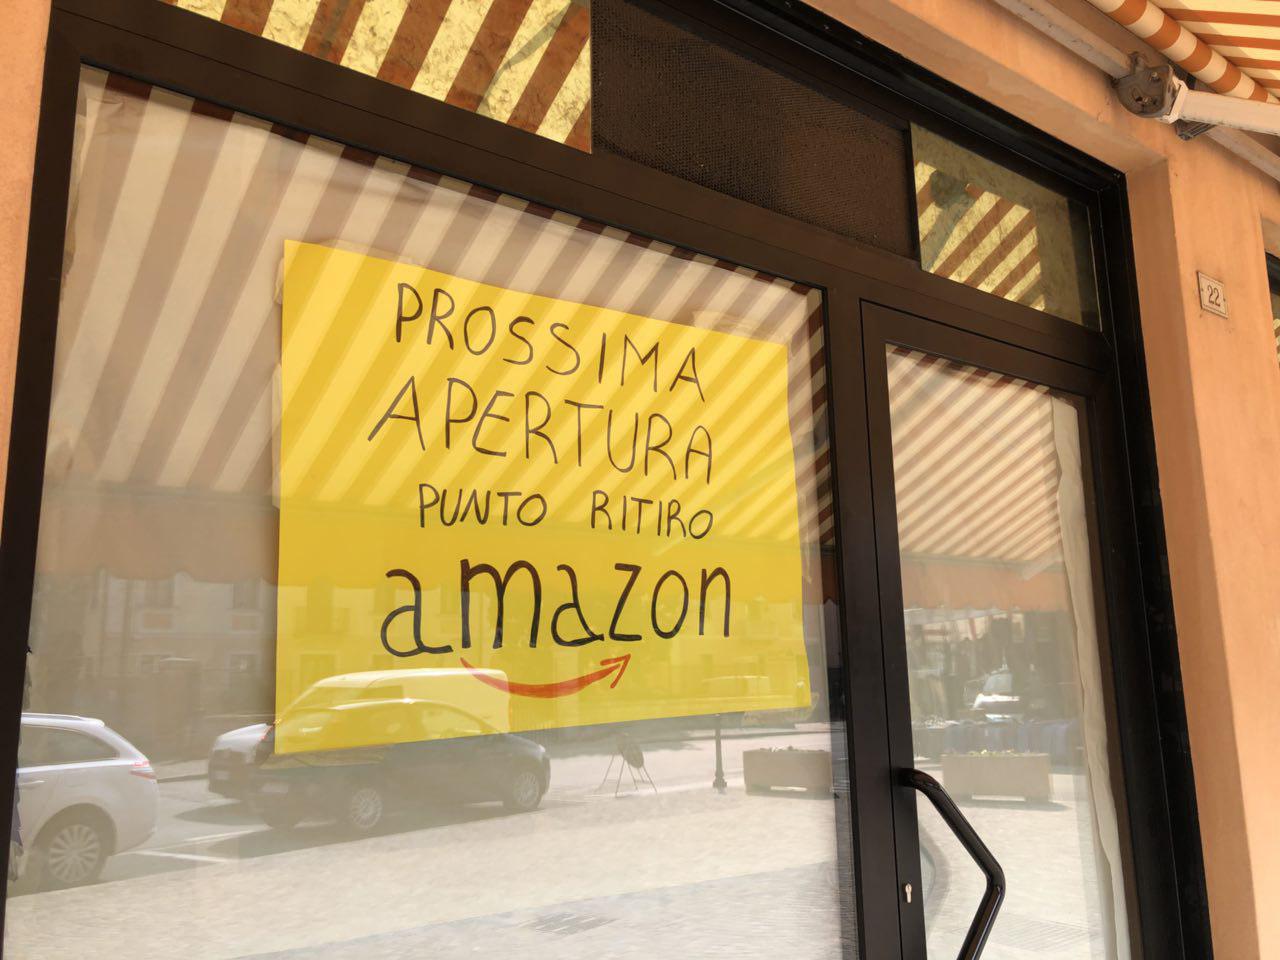 PROSSIMA
APERTURA
PUNTO RITIRO
amazon
22